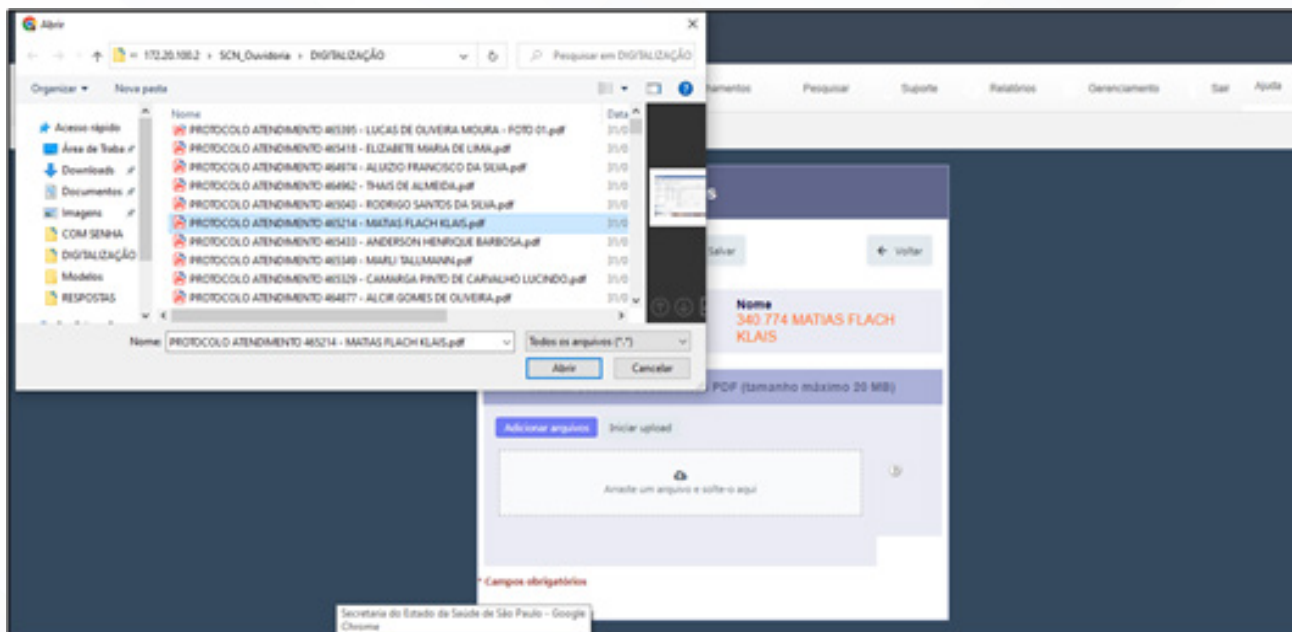 Abrir
172.20.100.2 › SCN_Ouvidoria › DIGITALIZAÇÃO
Pesquisar em DIGITALIZAÇÃO
Organizar
Nova pasta
Pesquisar
Suporte
Relatórios
Gerenciamento
Sair
Ajuda
Acesso rápido
Área de Traba
Downloads
Documentos
Imagens
COM SENHA
DIGITALIZAÇÃO
Modelos
RESPOSTAS
Nome
Data
PROTOCOLO ATENDIMENTO 465395 - LUCAS DE OLIVEIRA MOURA - FOTO 01.pdf
PROTOCOLO ATENDIMENTO 465418 - ELIZABETE MARIA DE LIMA.pdf
PROTOCOLO ATENDIMENTO 464974 - ALUIZIO FRANCISCO DA SILVA.pdf
PROTOCOLO ATENDIMENTO 464962 - THAIS DE ALMEIDA.pdf
PROTOCOLO ATENDIMENTO 465043 - RODRIGO SANTOS DA SILVA.pdf
PROTOCOLO ATENDIMENTO 465214 - MATIAS FLACH KLAIS.pdf
PROTOCOLO ATENDIMENTO 465433 - ANDERSON HENRIQUE BARBOSA.pdf
PROTOCOLO ATENDIMENTO 465349 - MARLI TALLMANN.pdf
PROTOCOLO ATENDIMENTO 465329 - CAMARGA PINTO DE CARVALHO LUCINDO.pdf
PROTOCOLO ATENDIMENTO 464877 - ALCIR GOMES DE OLIVEIRA.pdf
Nome: PROTOCOLO ATENDIMENTO 465214 - MATIAS FLACH KLAIS.pdf
Todos os arquivos (*.*)
Abrir
Cancelar
Salvar
Voltar
Nome
340.774 MATIAS FLACH
KLAIS
PDF (tamanho máximo 20 MB)
Adicionar arquivos
Iniciar upload
Arraste um arquivo e solte-o aqui
* Campos obrigatórios
Secretaria do Estado da Saúde de São Paulo - Google
Chrome